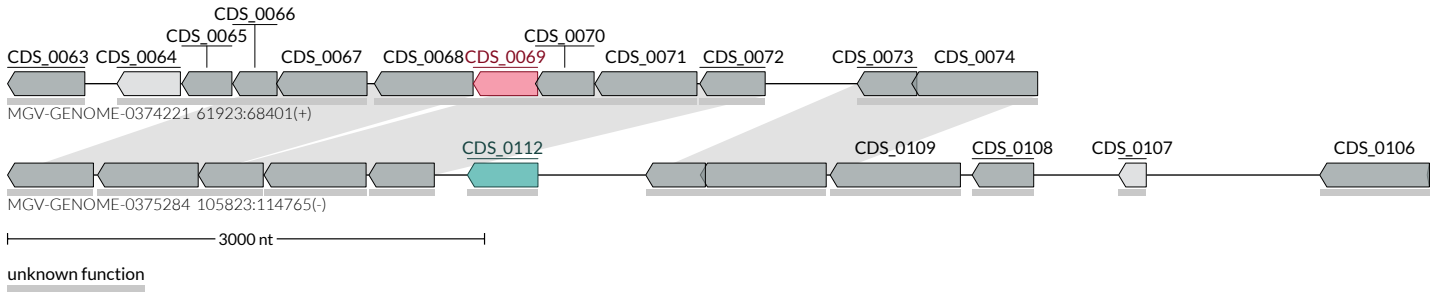 CDS_0066
CDS_0065 CDS_0070
CDS_0063 CDS_0064 CDS_0067 CDS_0068 CDS_0069 CDS_0071 CDS_0072 CDS_0073 CDS_0074
MGV-GENOME-0374221 61923:68401(+)
CDS_0112 CDS_0109 CDS_0108 CDS_0107 CDS_0106
MGV-GENOME-0375284 105823:114765(-)
3000 nt
unknown function